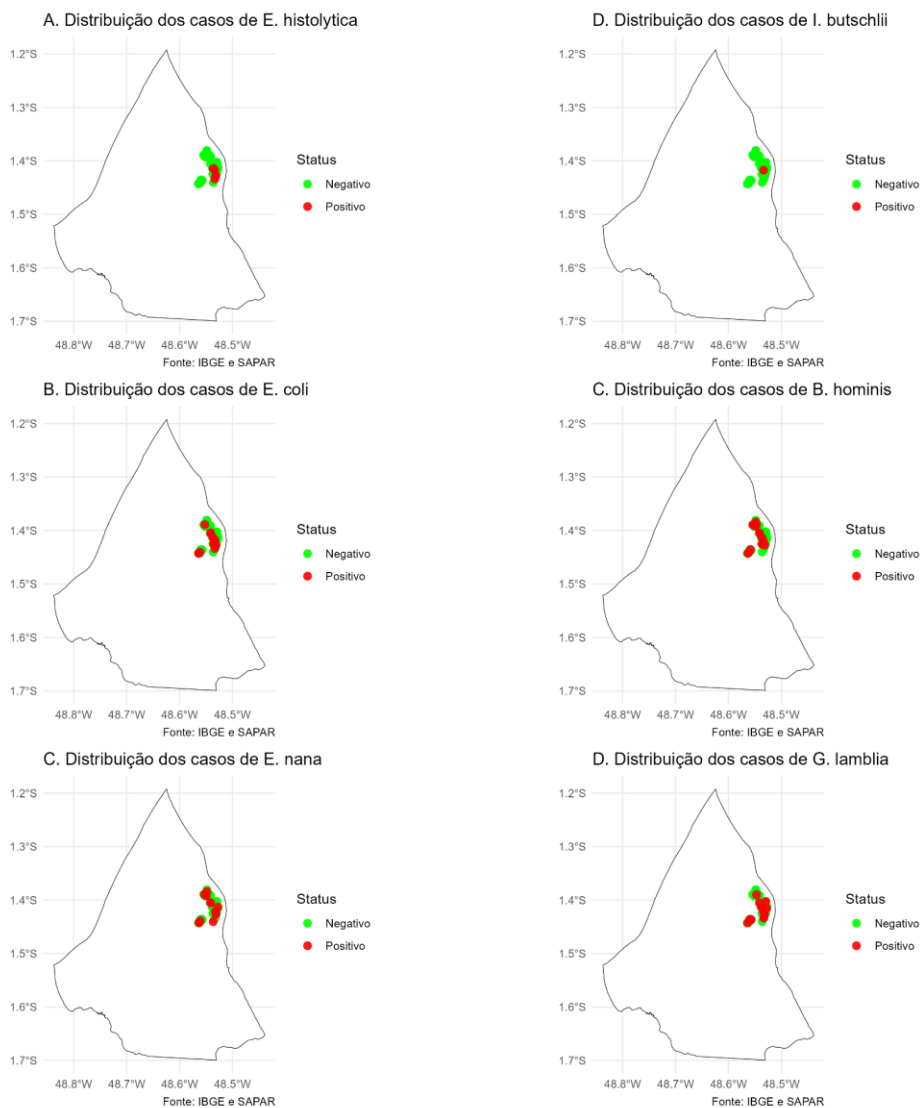 A. Distribuição dos casos de E. histolytica
1.2°S
1.3°S
1.4°S
1.5°S
1.6°S
1.7°S
48.8°W 48.7°W 48.6°W 48.5°W
Status
Negativo
Positivo
Fonte: IBGE e SAPAR
D. Distribuição dos casos de I. butschlii
1.2°S
1.3°S
1.4°S
1.5°S
1.6°S
1.7°S
48.8°W 48.7°W 48.6°W 48.5°W
Status
Negativo
Positivo
Fonte: IBGE e SAPAR
B. Distribuição dos casos de E. coli
1.2°S
1.3°S
1.4°S
1.5°S
1.6°S
1.7°S
48.8°W 48.7°W 48.6°W 48.5°W
Status
Negativo
Positivo
Fonte: IBGE e SAPAR
C. Distribuição dos casos de B. hominis
1.2°S
1.3°S
1.4°S
1.5°S
1.6°S
1.7°S
48.8°W 48.7°W 48.6°W 48.5°W
Status
Negativo
Positivo
Fonte: IBGE e SAPAR
C. Distribuição dos casos de E. nana
1.2°S
1.3°S
1.4°S
1.5°S
1.6°S
1.7°S
48.8°W 48.7°W 48.6°W 48.5°W
Status
Negativo
Positivo
Fonte: IBGE e SAPAR
D. Distribuição dos casos de G. lamblia
1.2°S
1.3°S
1.4°S
1.5°S
1.6°S
1.7°S
48.8°W 48.7°W 48.6°W 48.5°W
Status
Negativo
Positivo
Fonte: IBGE e SAPAR